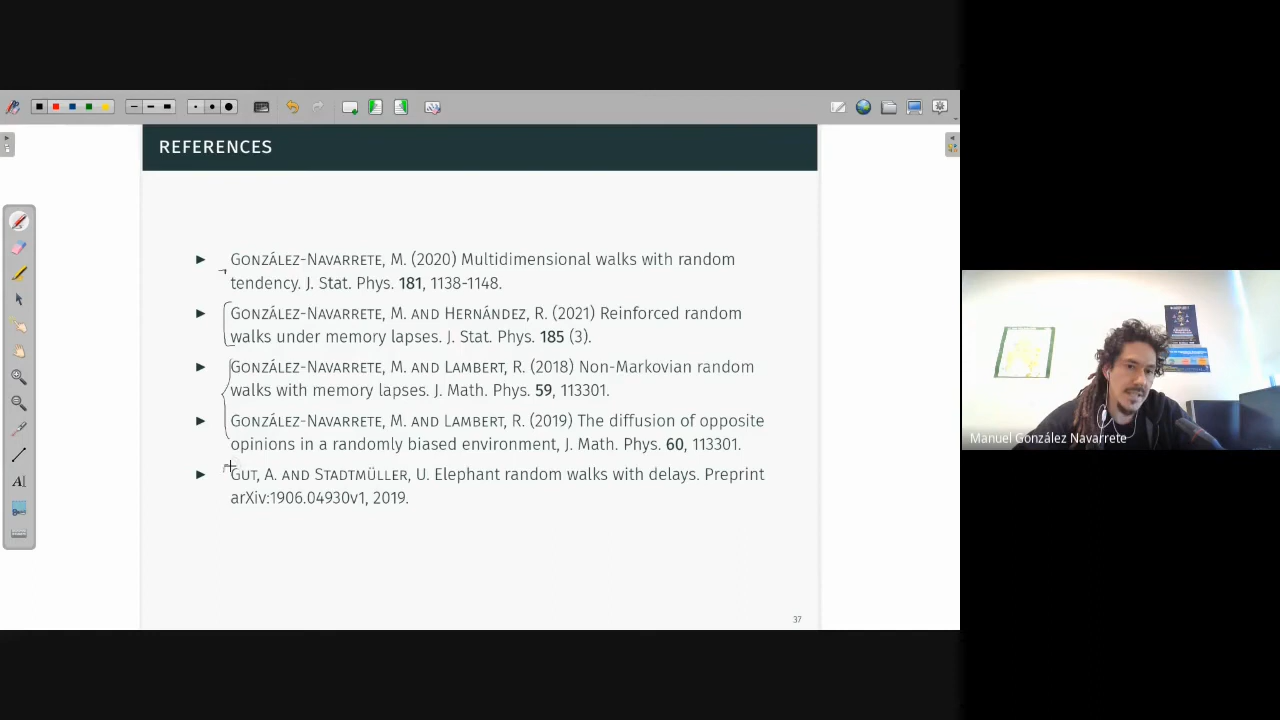 REFERENCES
GONZÁLEZ-NAVARRETE, M. (2020) Multidimensional walks with random
tendency. J. Stat. Phys. 181, 1138-1148.
GONZÁLEZ-NAVARRETE, M. AND HERNÁNDEZ, R. (2021) Reinforced random
walks under memory lapses. J. Stat. Phys. 185 (3).
GONZÁLEZ-NAVARRETE, M. AND LAMBERT, R. (2018) Non-Markovian random
walks with memory lapses. J. Math. Phys. 59, 113301.
GONZÁLEZ-NAVARRETE, M. AND LAMBERT, R. (2019) The diffusion of opposite
opinions in a randomly biased environment, J. Math. Phys. 60, 113301.
GUT, A. AND STADTMÜLLER, U. Elephant random walks with delays. Preprint
arXiv:1906.04930v1, 2019.
37
Manuel González Navarrete